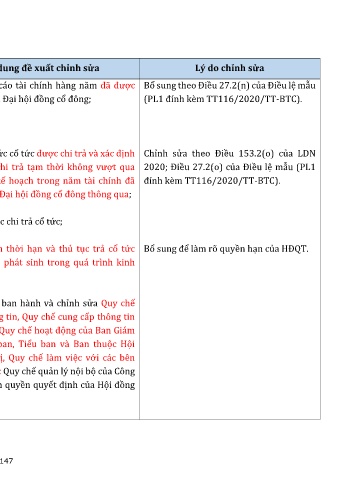 dung đề xuất chỉnh sửa
Lý do chỉnh sửa
cáo tài chính hàng năm đã được
Đại hội đồng cổ đông;
Bổ sung theo Điều 27.2(n) của Điều lệ mẫu
(PL1 đính kèm TT116/2020/TT-BTC).
ức cổ tức được chi trả và xác định
hi trả tạm thời không vượt quá
ế hoạch trong năm tài chính đã
Đại hội đồng cổ đông thông qua;
c chi trả cổ tức;
Chỉnh sửa theo Điều 153.2(o) của LDN
2020; Điều 27.2(o) của Điều lệ mẫu (PL1
đính kèm TT116/2020/TT-BTC).
h thời hạn và thủ tục trả cổ tức
phát sinh trong quá trình kinh
Bổ sung để làm rõ quyền hạn của HĐQT.
ban hành và chỉnh sửa Quy chế
g tin, Quy chế cung cấp thông tin
Quy chế hoạt động của Ban Giám
ban, Tiểu ban và Ban thuộc Hội
ị, Quy chế làm việc với các bên
Quy chế quản lý nội bộ của Công
m quyền quyết định của Hội đồng
147